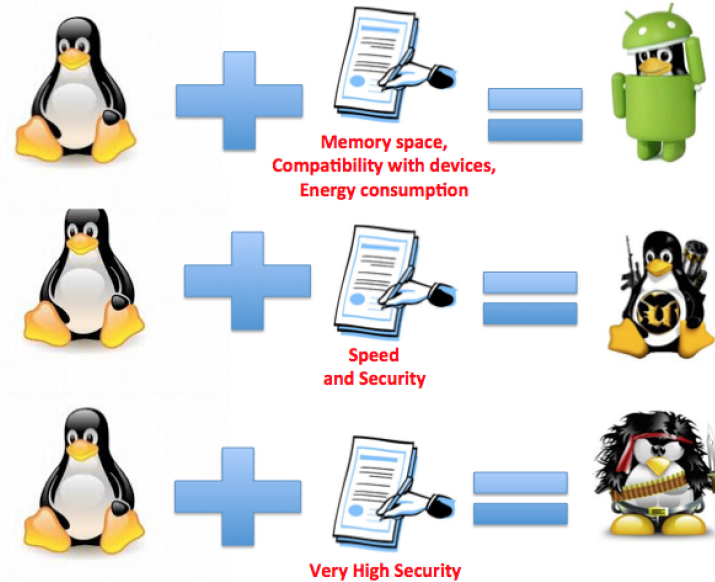 Memory space,
Compatibility with devices,
Energy consumption
Speed
and Security
Very High Security